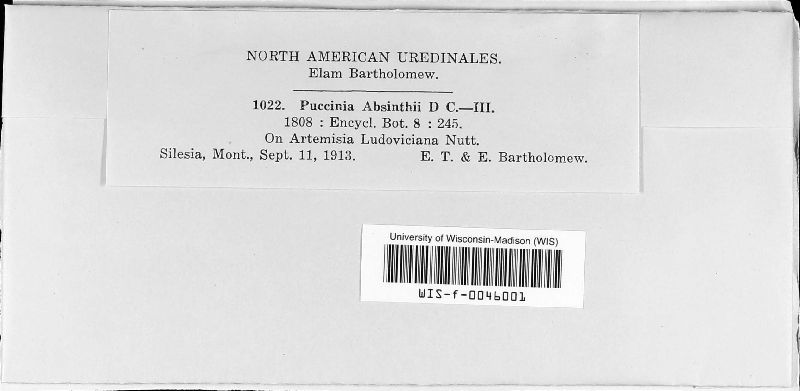 NORTH AMERICAN UREDINALES.
Elam Bartholomew.
1022. Puccinia Absinthii D C.—III.
1808 : Encycl. Bot. 8 : 245.
On Artemisia Ludoviciana Nutt.
Silesia, Mont., Sept. 11, 1913. E. T. & E. Bartholomew.
University of Wisconsin-Madison (WIS)
WIS-f-0046001